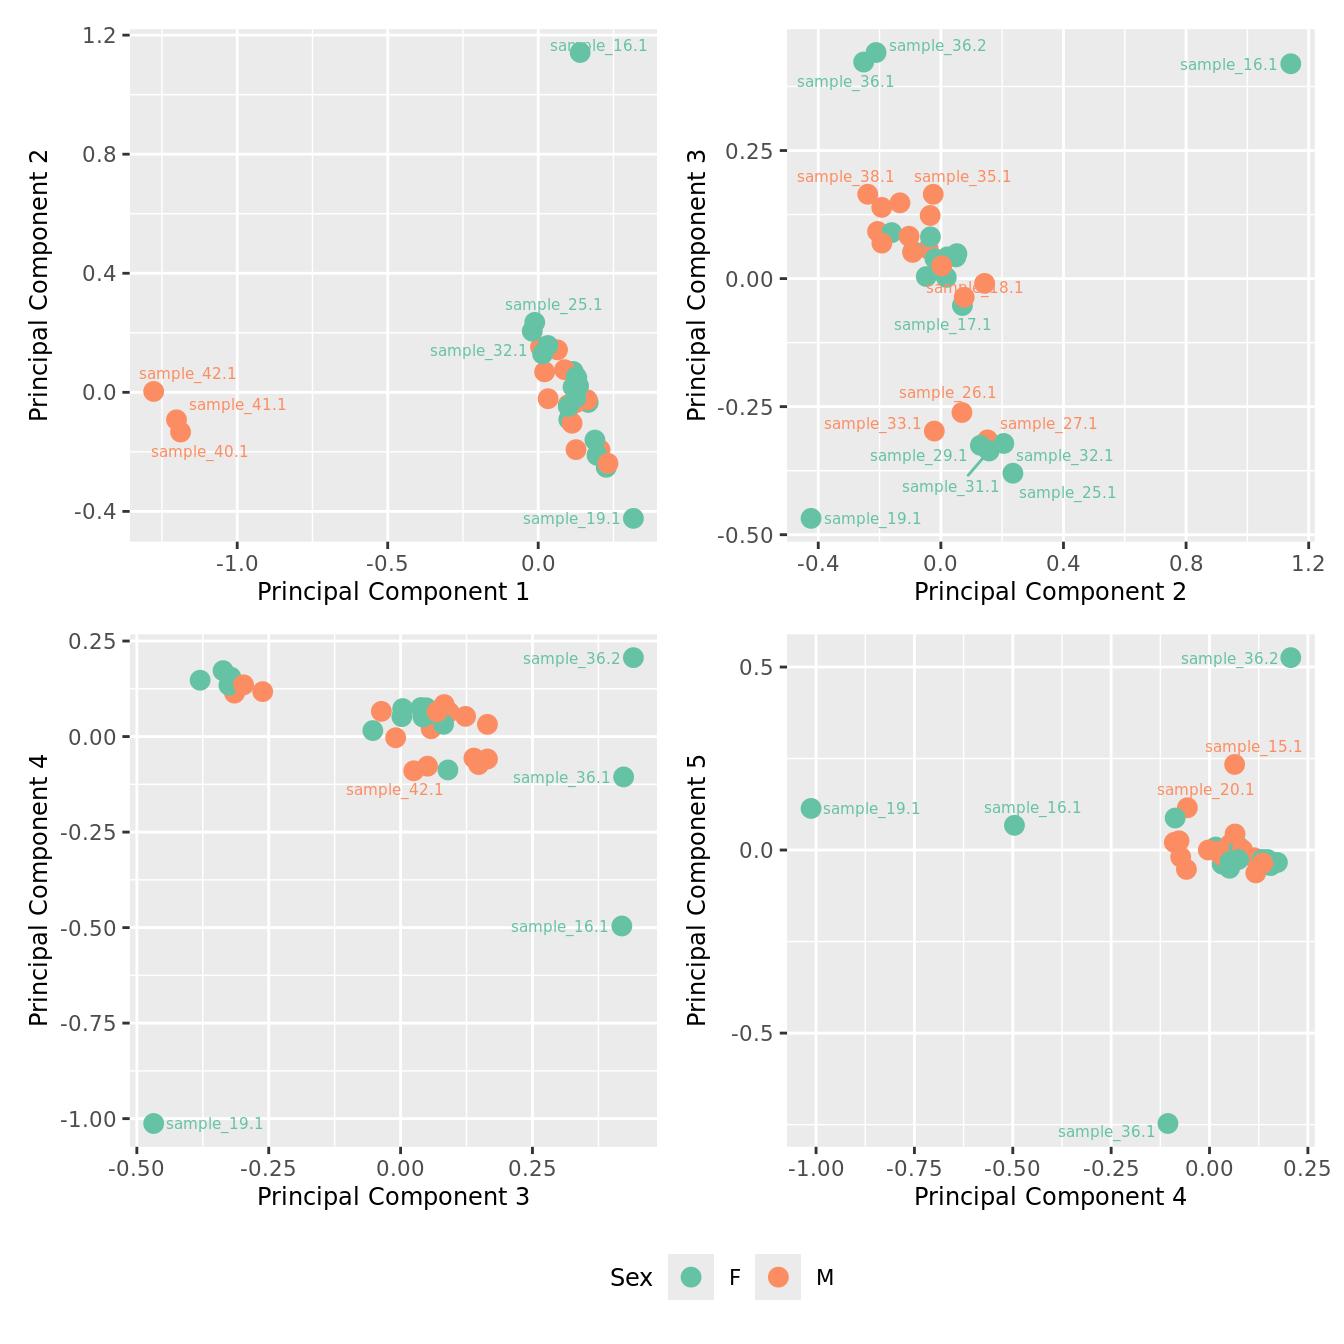 1.2
0.8
0.4
0.0
-0.4
Principal Component 2
sample_16.1
sample_25.1
sample_32.1
sample_42.1
sample_41.1
sample_40.1
sample_19.1
-1.0 -0.5 0.0
Principal Component 1
0.25
0.00
-0.25
-0.50
Principal Component 3
sample_36.2
sample_16.1
sample_36.1
sample_38.1 sample_35.1
sample_18.1
sample_17.1
sample_26.1
sample_33.1 sample_27.1
sample_29.1 sample_32.1
sample_31.1
sample_25.1
sample_19.1
-0.4 0.0 0.4 0.8 1.2
Principal Component 2
0.25
0.00
-0.25
-0.50
-0.75
-1.00
Principal Component 4
sample_36.2
sample_36.1
sample_42.1
sample_16.1
sample_19.1
-0.50 -0.25 0.00 0.25
Principal Component 3
0.5
0.0
-0.5
Principal Component 5
sample_36.2
sample_15.1
sample_20.1
sample_19.1 sample_16.1
sample_36.1
-1.00 -0.75 -0.50 -0.25 0.00 0.25
Principal Component 4
Sex F M